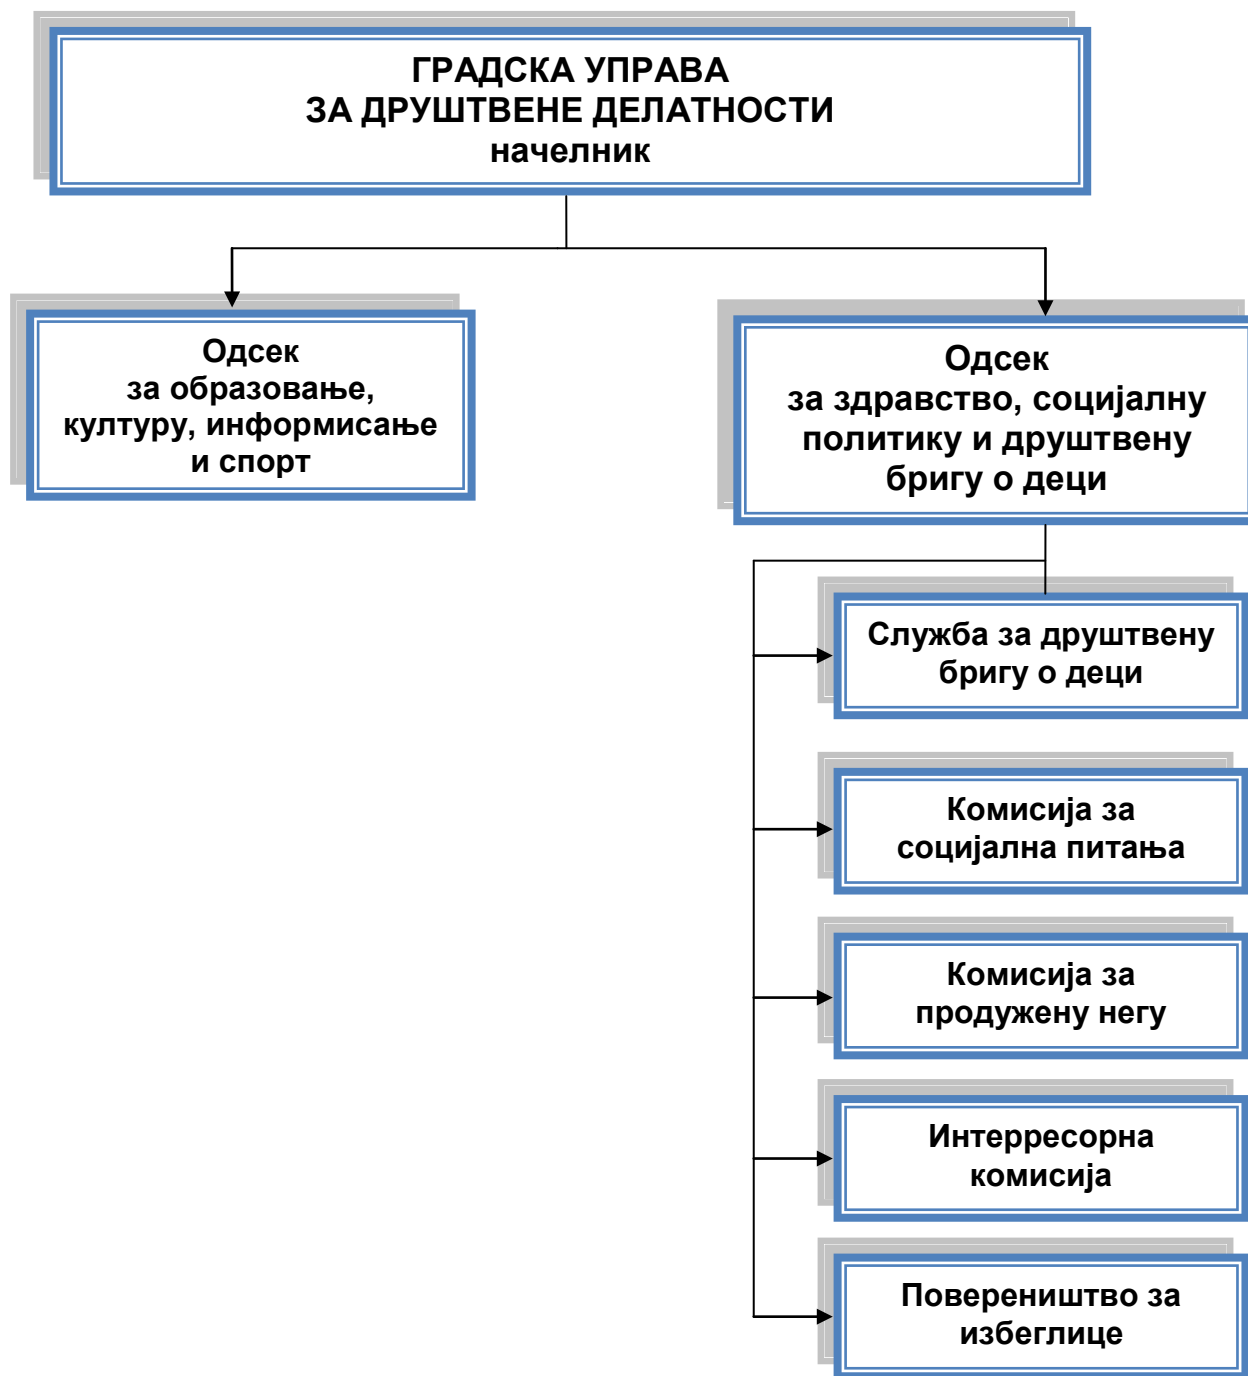 ГРАДСКА УПРАВА
ЗА ДРУШТВЕНЕ ДЕЛАТНОСТИ
начелник
Одсек
за образовање,
културу, информисање
и спорт
Одсек
за здравство, социјалну
политику и друштвену
бригу о деци
Служба за друштвену
бригу о деци
Комисија за
социјална питања
Комисија за
продужену негу
Интерресорна
комисија
Повереништво за
избеглице